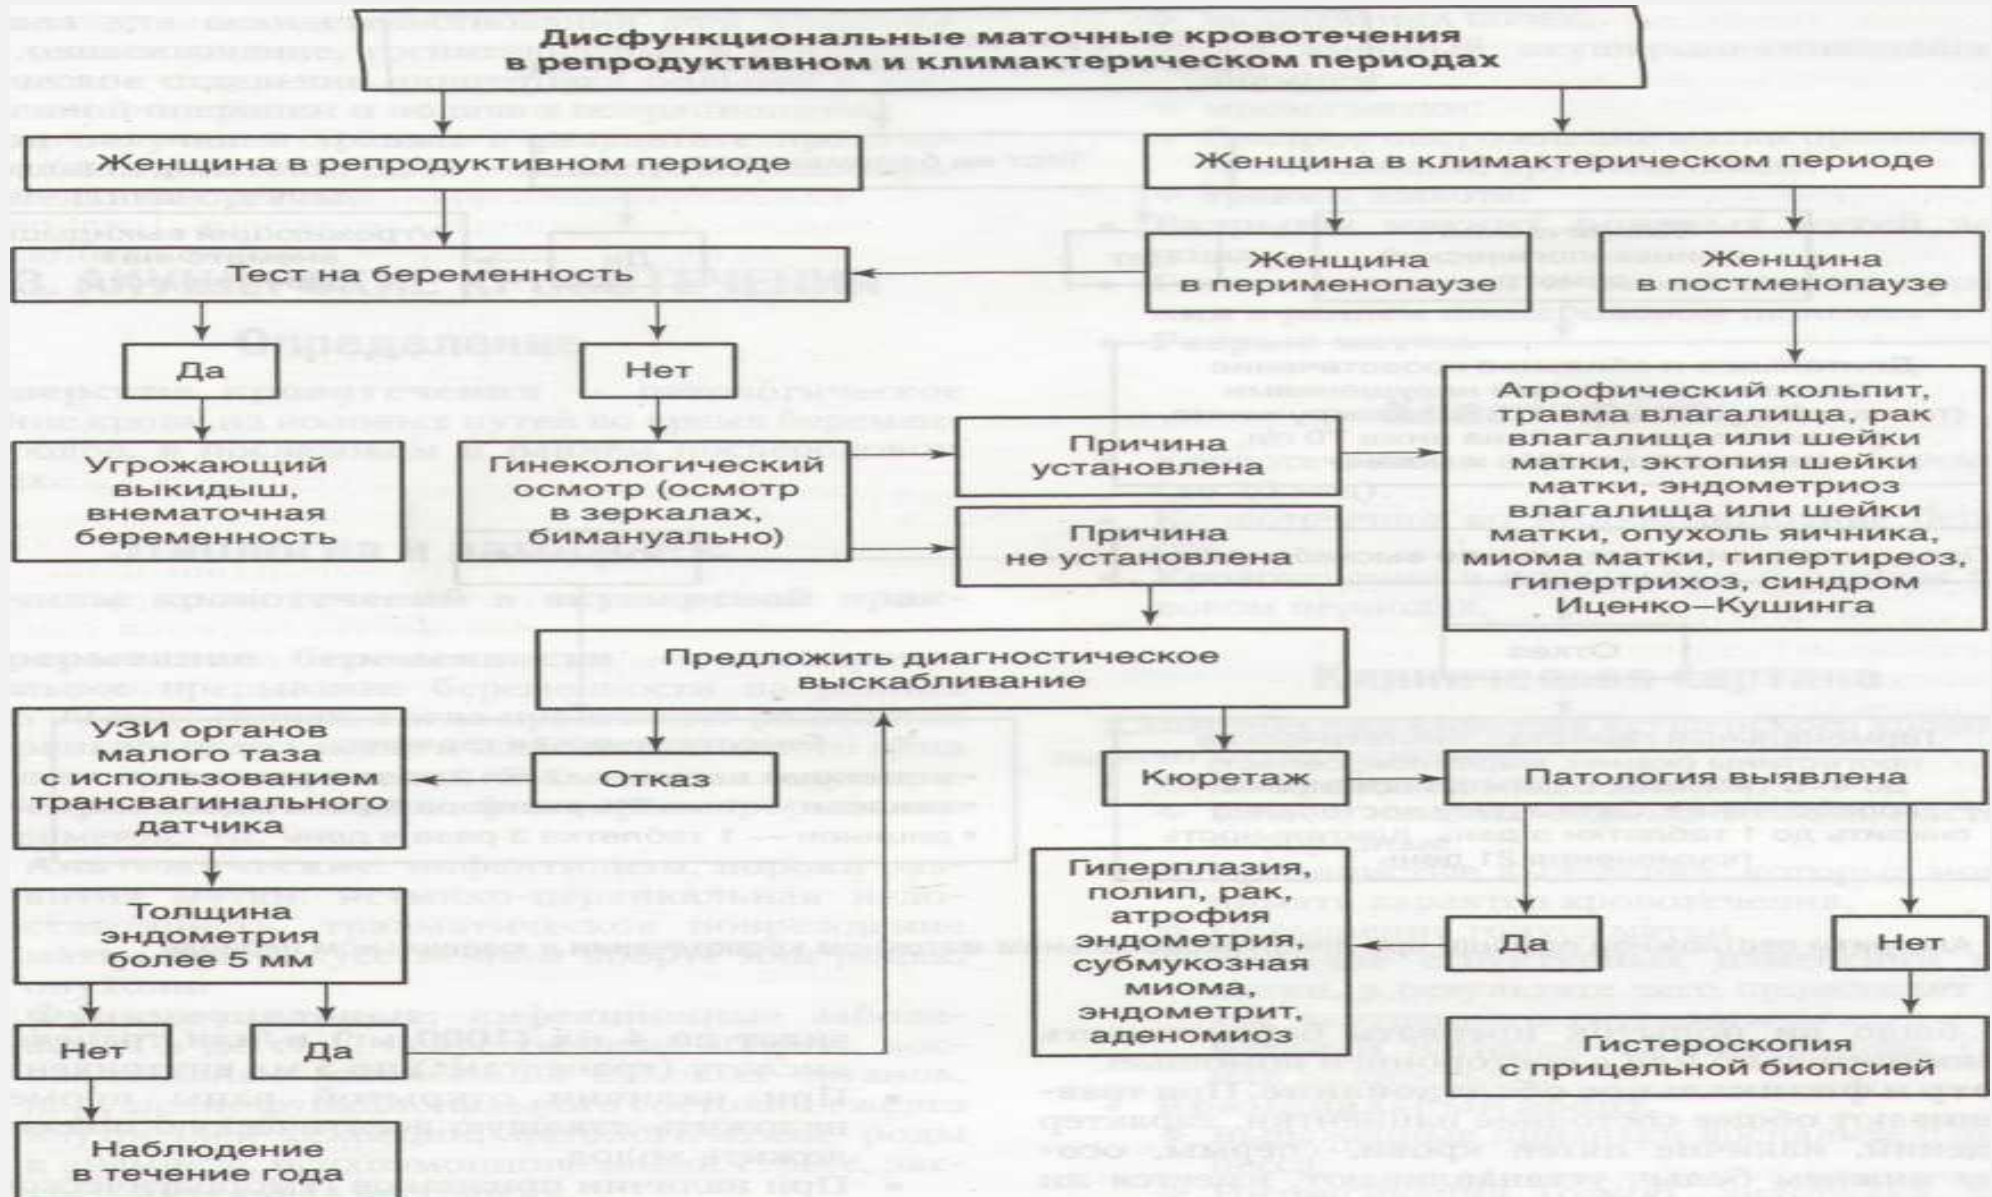 Дисфункциональные маточные кровотечения
в репродуктивном и климактерическом периодах
Женщина в репродуктивном периоде
Женщина в климактерическом периоде
Тест на беременность
Женщина
в перименопаузе
Женщина
в постменопаузе
Да
Нет
Угрожающий
выкидыш,
внематочная
беременность
Гинекологический
осмотр (осмотр
в зеркалах,
бимануально)
Причина
установлена
Причина
не установлена
Атрофический кольпит,
травма влагалища, рак
влагалища или шейки
матки, эктопия шейки
матки, эндометриоз
влагалища или шейки
матки, опухоль яичника,
миома матки, гипертиреоз,
гипертрихоз, синдром
Иценко–Кушинга
Предложить диагностическое
выскабливание
УЗИ органов
малого таза
с использованием
трансвагинального
датчика
Отказ
Кюретаж
Патология выявлена
Толщина
эндометрия
более 5 мм
Гиперплазия,
полип, рак,
атрофия
эндометрия,
субмукозная
миома,
эндометрит,
аденомиоз
Да
Нет
Нет
Да
Гистероскопия
с прицельной биопсией
Наблюдение
в течение года